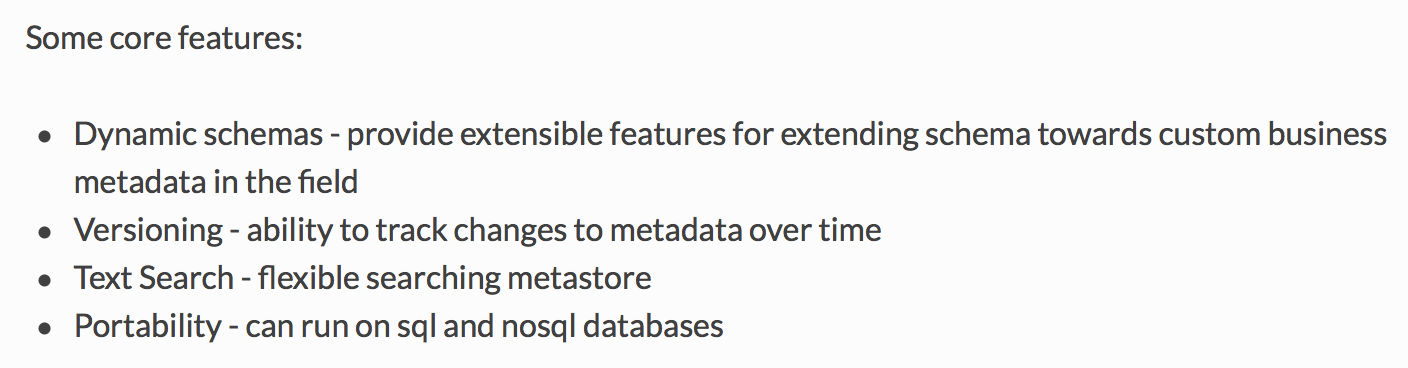 Some core features:
• Dynamic schemas - provide extensible features for extending schema towards custom business
metadata in the field
• Versioning - ability to track changes to metadata over time
• Text Search - flexible searching metastore
• Portability - can run on sql and nosql databases